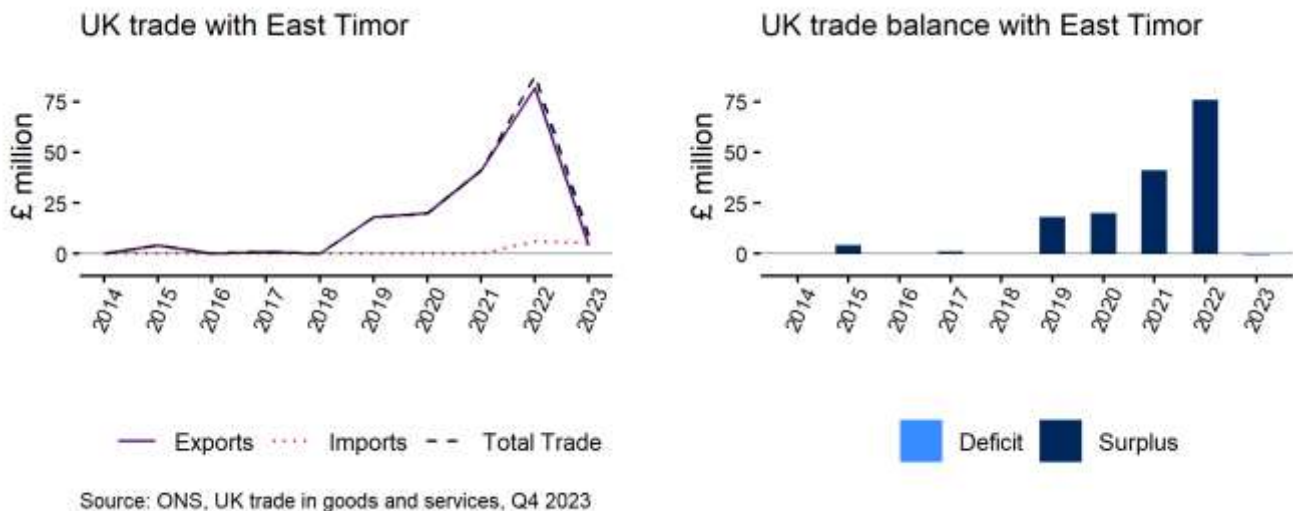 UK trade with East Timor
£ million
75
50
25
0
2014 2015 2016 2017 2018 2019 2020 2021 2022 2023
Exports Imports Total Trade
UK trade balance with East Timor
£ million
75
50
25
0
2014 2015 2016 2017 2018 2019 2020 2021 2022 2023
Deficit Surplus
Source: ONS, UK trade in goods and services, Q4 2023